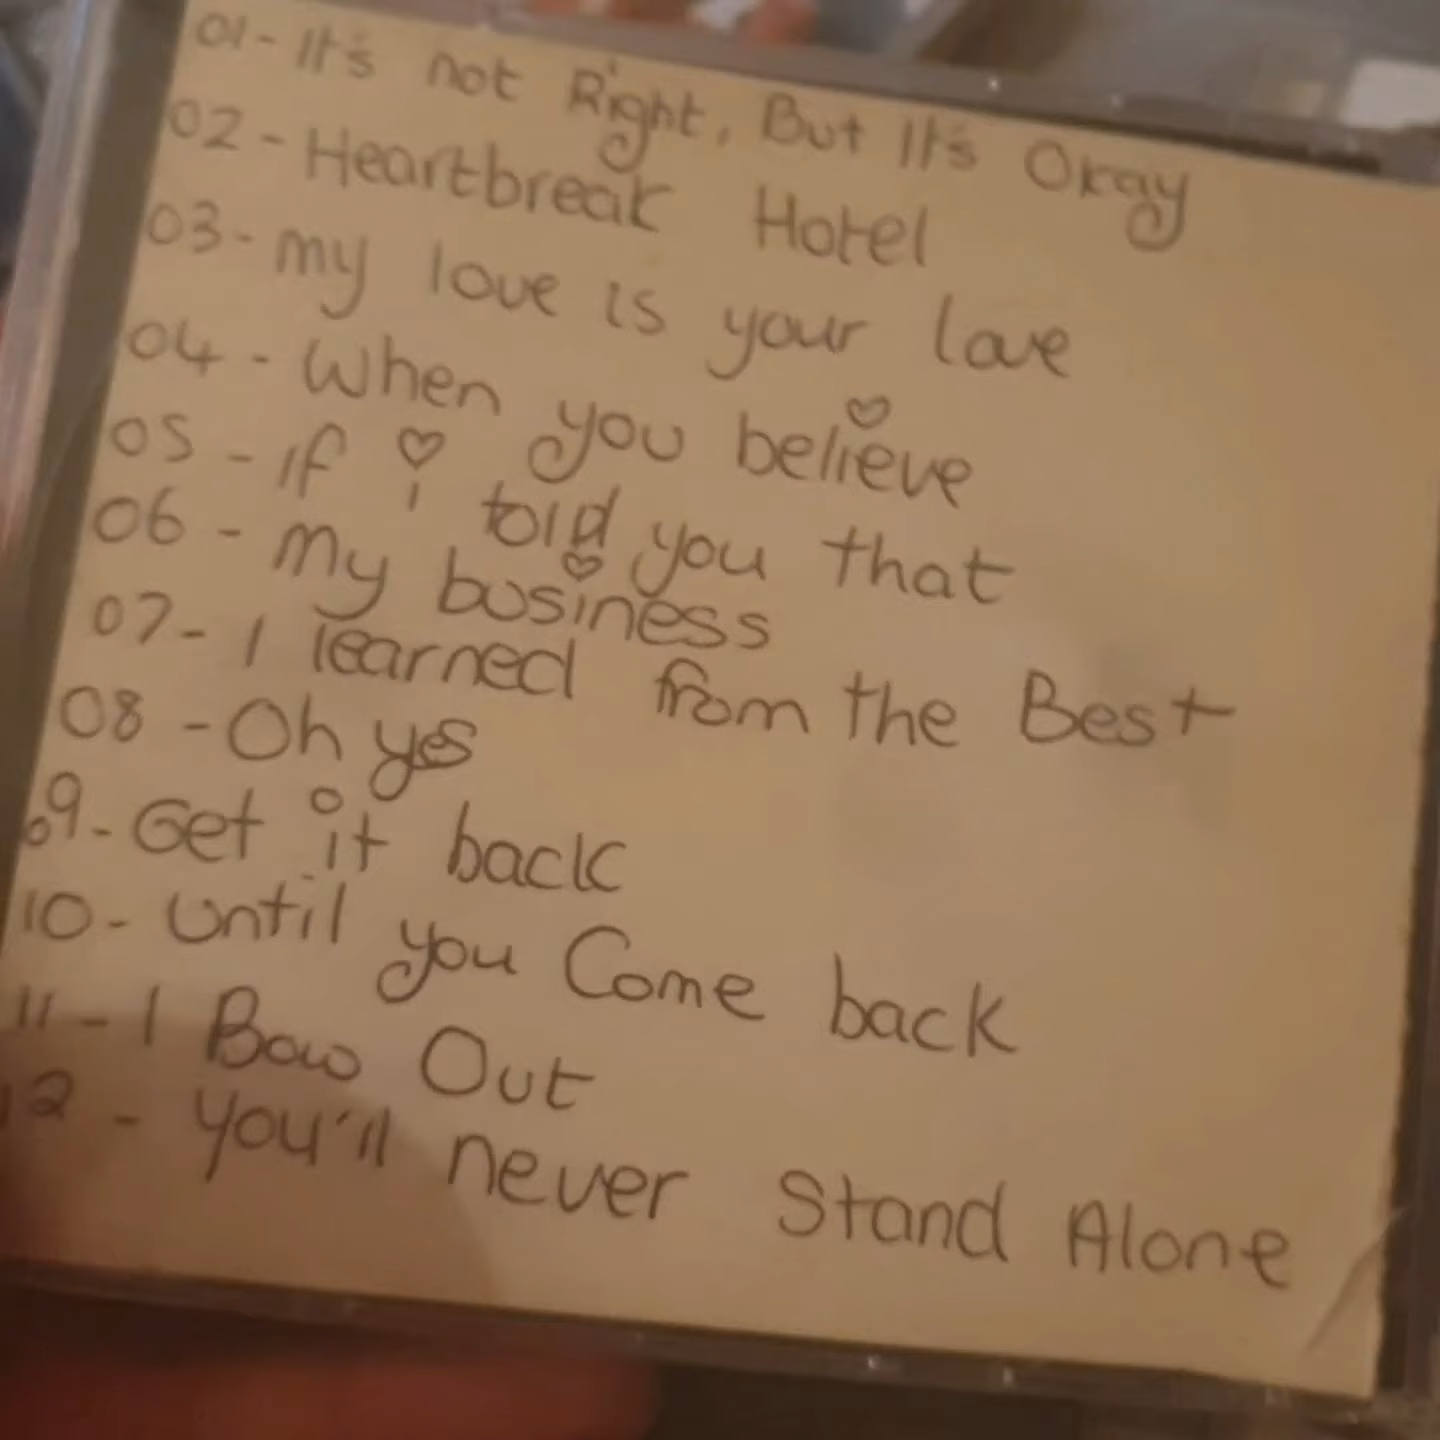 01 - It's not Right, But It's Okay
02 - Heartbreak Hotel
03 - my love is your love
04 - When you believe
05 - If i told you that
06 - My business
07 - I learned from the Best
08 - Oh yes
09 - Get it back
10 - Until you Come back
11 - I Bow Out
12 - You'll never Stand Alone